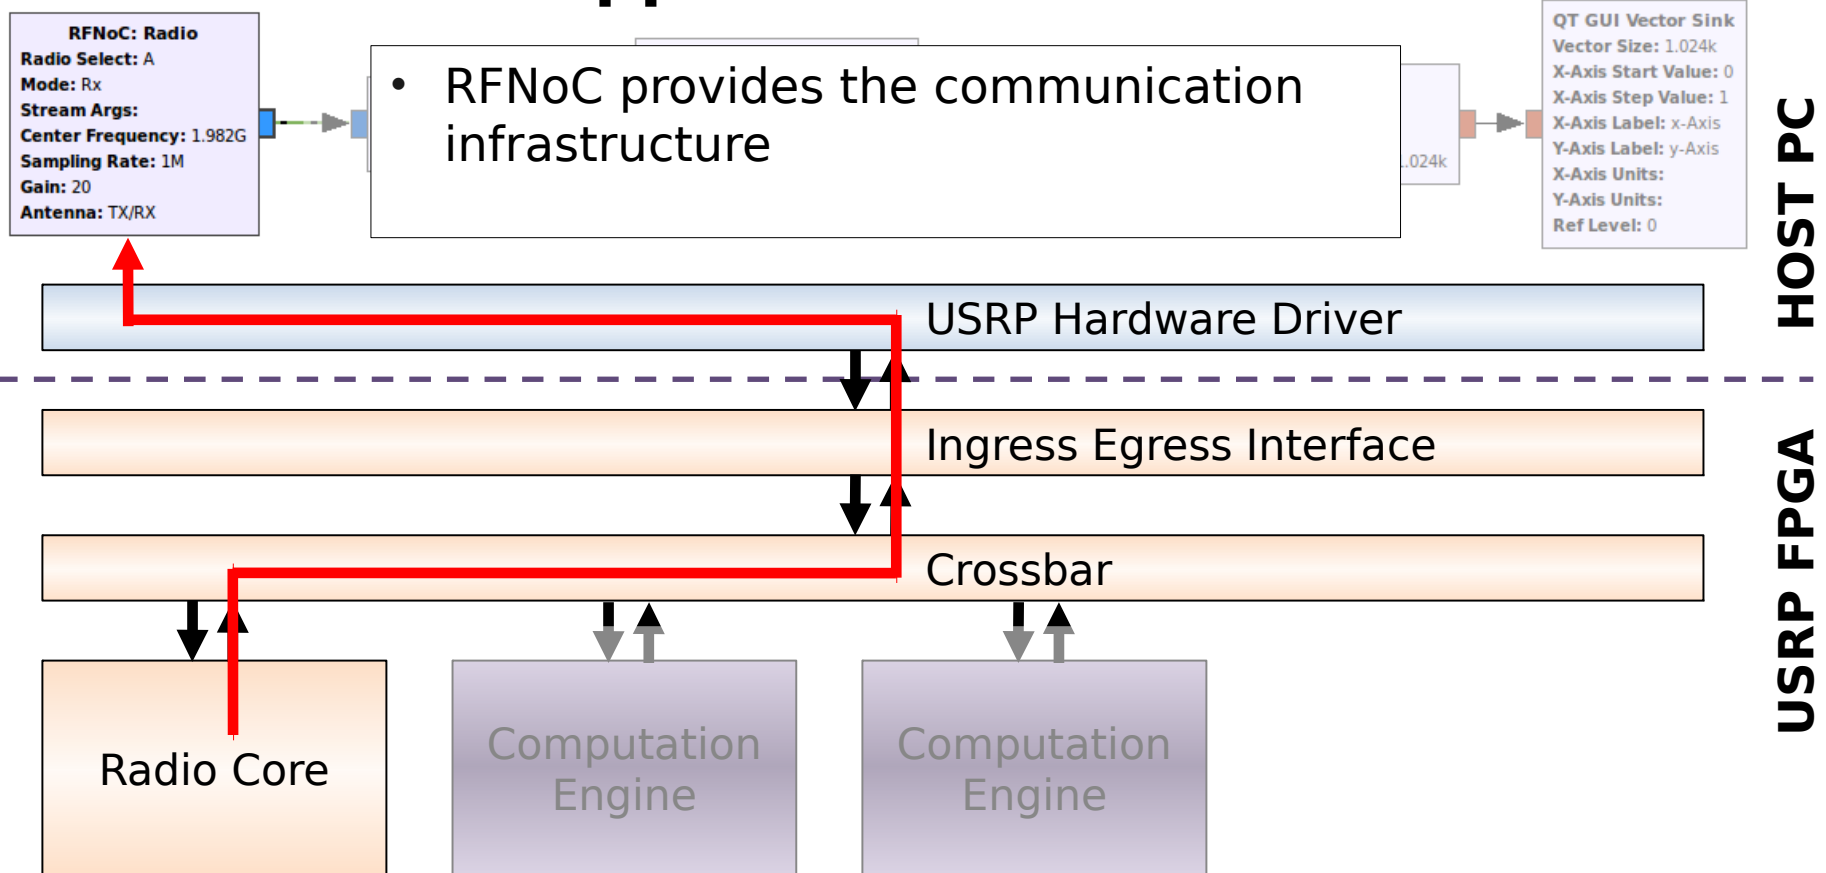 RFNoC: Radio
Radio Select: A
Mode: Rx
Stream Args:
Center Frequency: 1.982G
Sampling Rate: 1M
Gain: 20
Antenna: TX/RX
• RFNoC provides the communication
infrastructure
.024k
QT GUI Vector Sink
Vector Size: 1.024k
X-Axis Start Value: 0
X-Axis Step Value: 1
X-Axis Label: x-Axis
Y-Axis Label: y-Axis
X-Axis Units:
Y-Axis Units:
Ref Level: 0
HOST PC
USRP Hardware Driver
Ingress Egress Interface
Crossbar
USRP FPGA
Radio Core
Computation
Engine
Computation
Engine